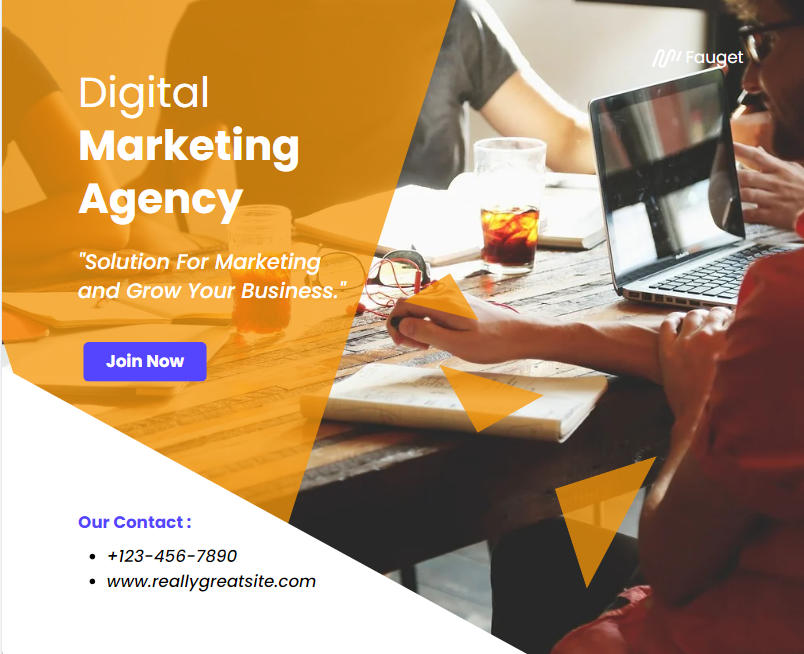 Fauget
Digital
Marketing
Agency
"Solution For Marketing
and Grow Your Business."
Join Now
Our Contact :
• +123-456-7890
• www.reallygreatsite.com